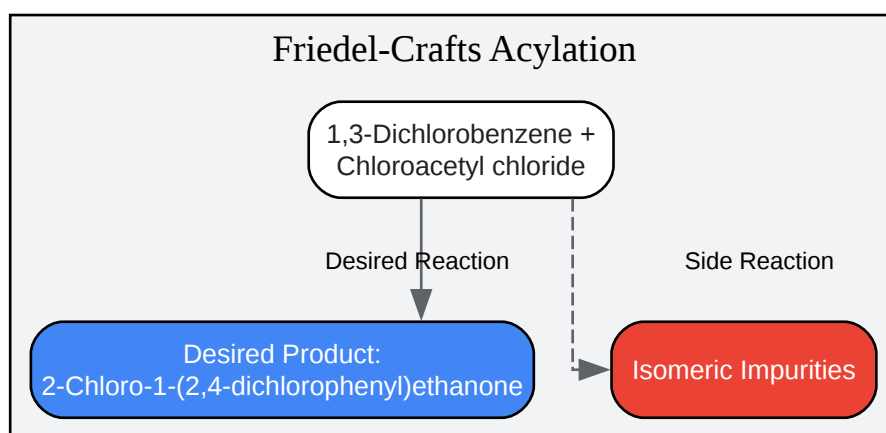 Friedel-Crafts Acylation
1,3-Dichlorobenzene +
Chloroacetyl chloride
Desired Reaction
Side Reaction
Desired Product:
2-Chloro-1-(2,4-dichlorophenyl)ethanone
Isomeric Impurities